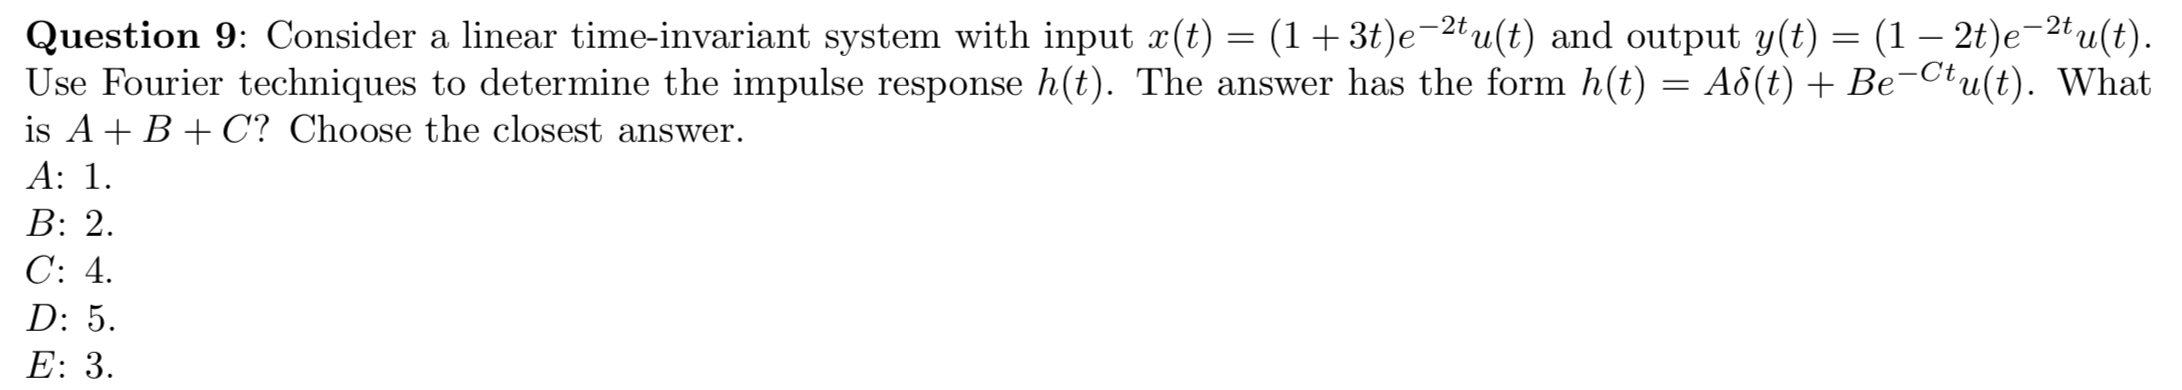 Question 9: Consider a linear time-invariant system with input x(t) = (1 + 3t)e^{−2t}u(t) and output y(t) = (1 − 2t)e^{−2t}u(t).
Use Fourier techniques to determine the impulse response h(t). The answer has the form h(t) = Aδ(t) + Be^{−Ct}u(t). What
is A + B + C? Choose the closest answer.
A: 1.
B: 2.
C: 4.
D: 5.
E: 3.